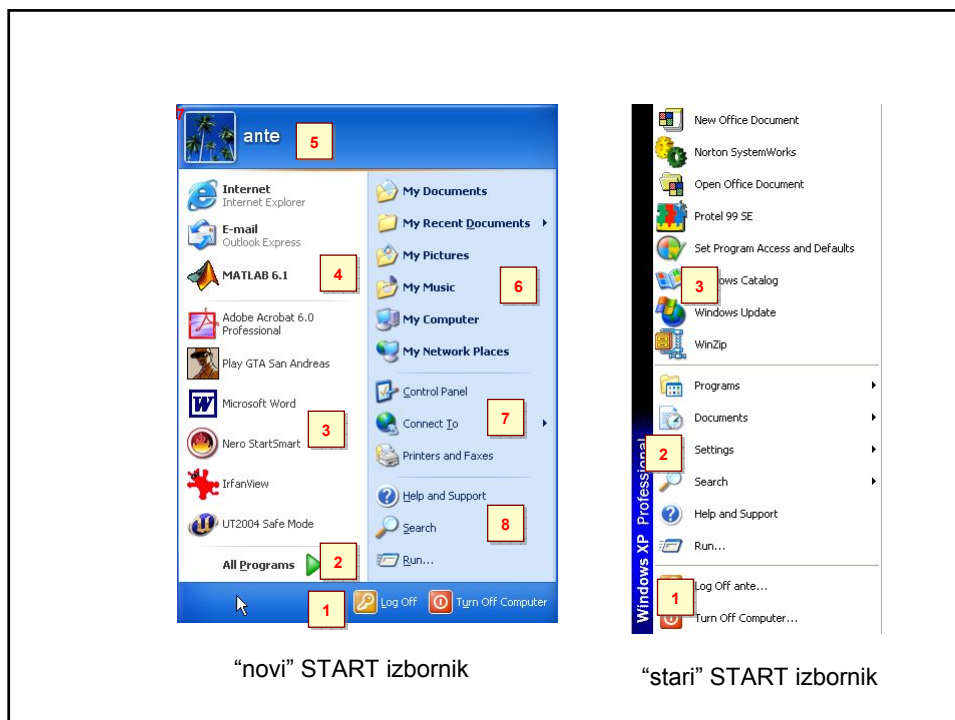 7
ante
5
Internet
Internet Explorer
E-mail
Outlook Express
MATLAB 6.1
4
Adobe Acrobat 6.0
Professional
Play GTA San Andreas
Microsoft Word
3
Nero StartSmart
IrfanView
UT2004 Safe Mode
All Programs
2
My Documents
My Recent Documents
My Pictures
My Music
6
My Computer
My Network Places
Control Panel
Connect To
7
Printers and Faxes
Help and Support
Search
8
Run...
1
Log Off
Turn Off Computer
"novi" START izbornik
New Office Document
Norton SystemWorks
Open Office Document
Protel 99 SE
Set Program Access and Defaults
3
ows Catalog
Windows Update
WinZip
Programs
Documents
2
Settings
Search
Help and Support
Run...
1
Log Off ante...
Turn Off Computer...
Windows XP Professional
"stari" START izbornik